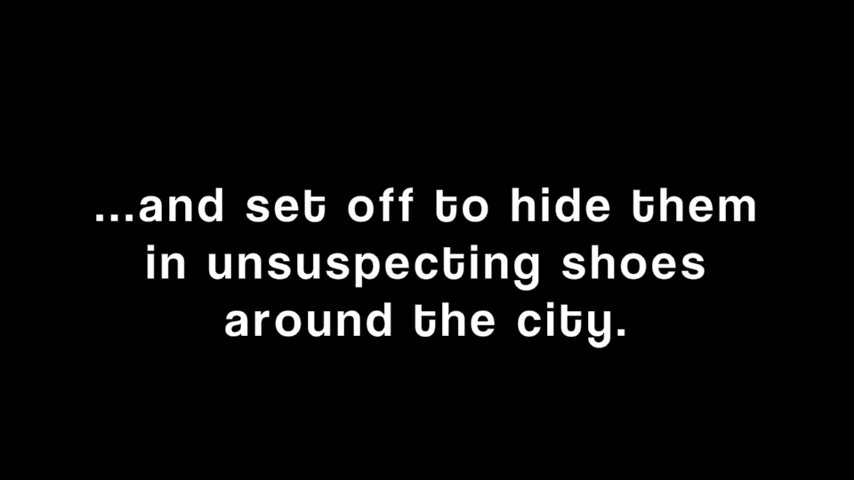 ...and set off to hide them
in unsuspecting shoes
around the city.